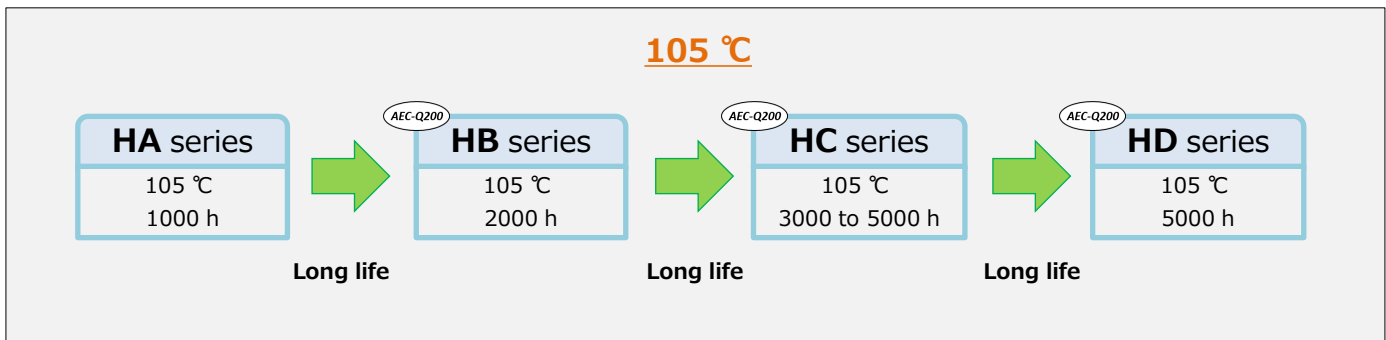 105 ℃
HA series
105 ℃
1000 h
Long life
AEC-Q200
HB series
105 ℃
2000 h
Long life
AEC-Q200
HC series
105 ℃
3000 to 5000 h
Long life
AEC-Q200
HD series
105 ℃
5000 h